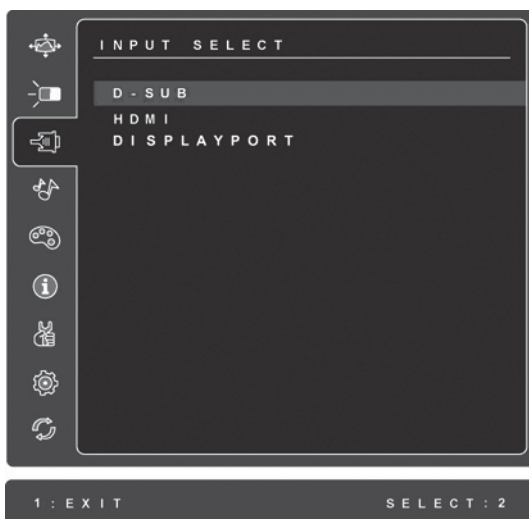 INPUT SELECT
D-SUB
HDMI
DISPLAYPORT
1:EXIT SELECT:2